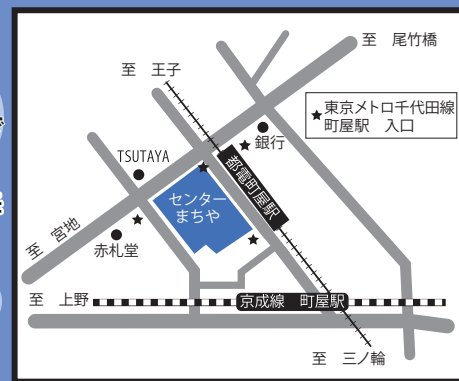 至 尾竹橋
至 王子
★東京メトロ千代田線
町屋駅 入口
銀行
TSUTAYA
都電町屋駅
センター
まちや
至 宮地
赤札堂
至 上野
京成線 町屋駅
至 三ノ輪